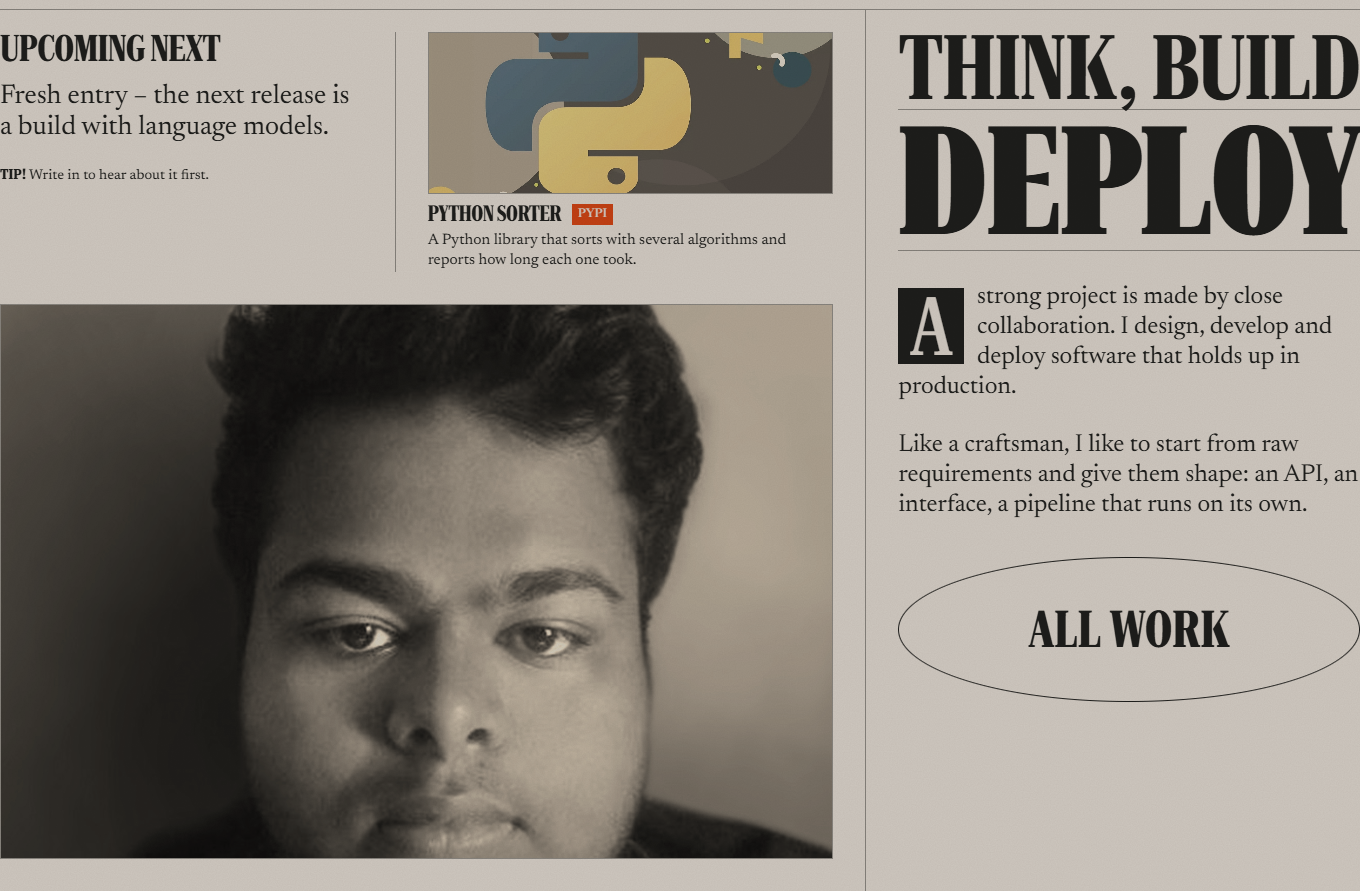 UPCOMING NEXT
Fresh entry – the next release is
a build with language models.
TIP! Write in to hear about it first.
PYTHON SORTER PYPI
A Python library that sorts with several algorithms and
reports how long each one took.
THINK, BUILD
DEPLOY
A strong project is made by close
collaboration. I design, develop and
deploy software that holds up in
production.
Like a craftsman, I like to start from raw
requirements and give them shape: an API, an
interface, a pipeline that runs on its own.
ALL WORK